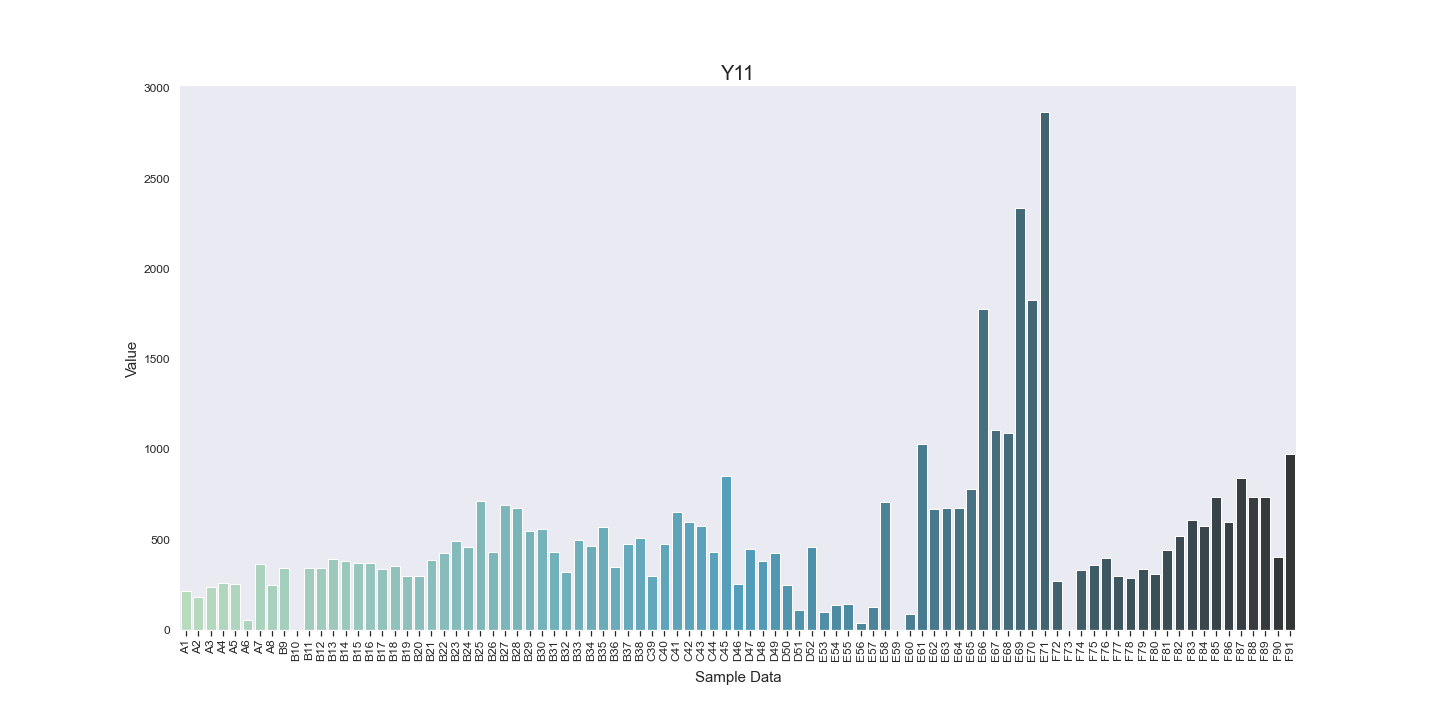 Y11
3000
2500
2000
1500
1000
500
0
Value
A1 A2 A3 A4 A5 A6 A7 A8 B9 B10 B11 B12 B13 B14 B15 B16 B17 B18 B19 B20 B21 B22 B23 B24 B25 B26 B27 B28 B29 B30 B31 B32 B33 B34 B35 B36 B37 B38 C39 C40 C41 C42 C43 C44 C45 D46 D47 D48 D49 D50 D51 D52 E53 E54 E55 E56 E57 E58 E59 E60 E61 E62 E63 E64 E65 E66 E67 E68 E69 E70 E71 F72 F73 F74 F75 F76 F77 F78 F79 F80 F81 F82 F83 F84 F85 F86 F87 F88 F89 F90 F91
Sample Data